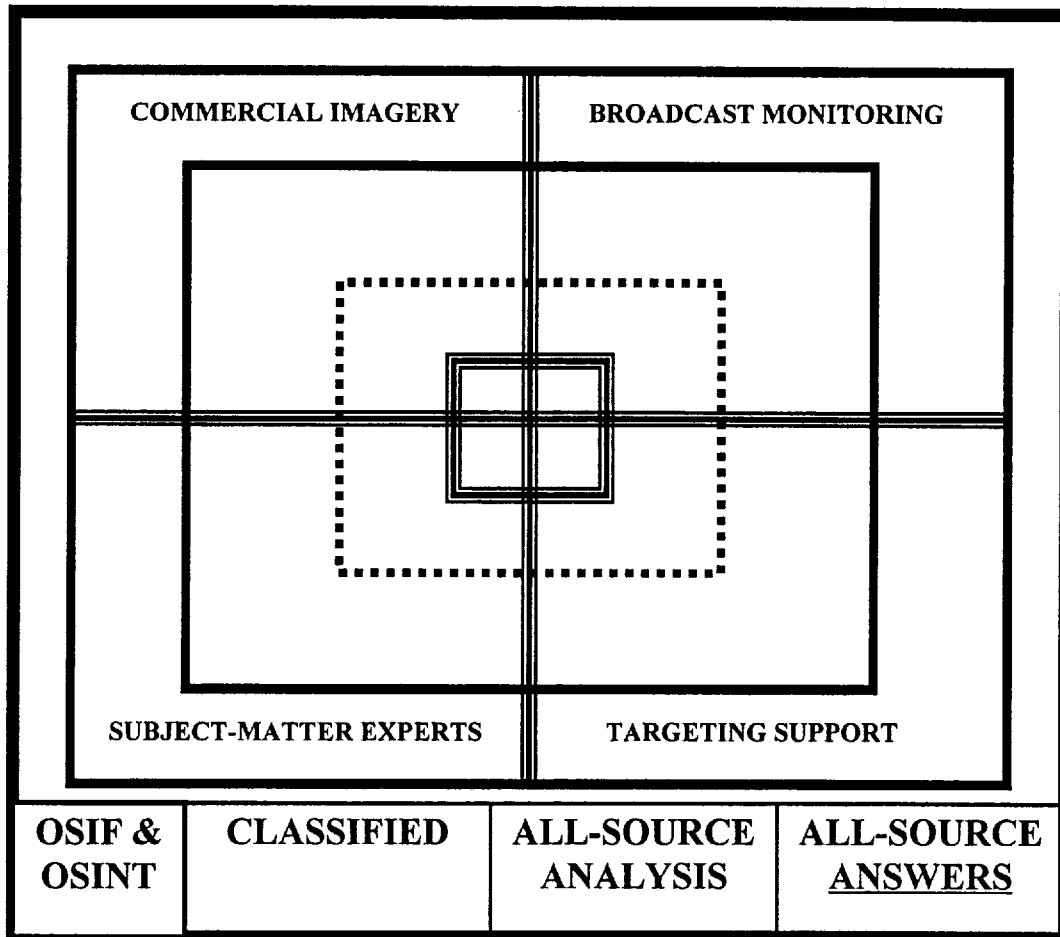 COMMERCIAL IMAGERY
BROADCAST MONITORING
SUBJECT-MATTER EXPERTS
TARGETING SUPPORT
OSIF &
OSINT
CLASSIFIED
ALL-SOURCE
ANALYSIS
ALL-SOURCE
ANSWERS